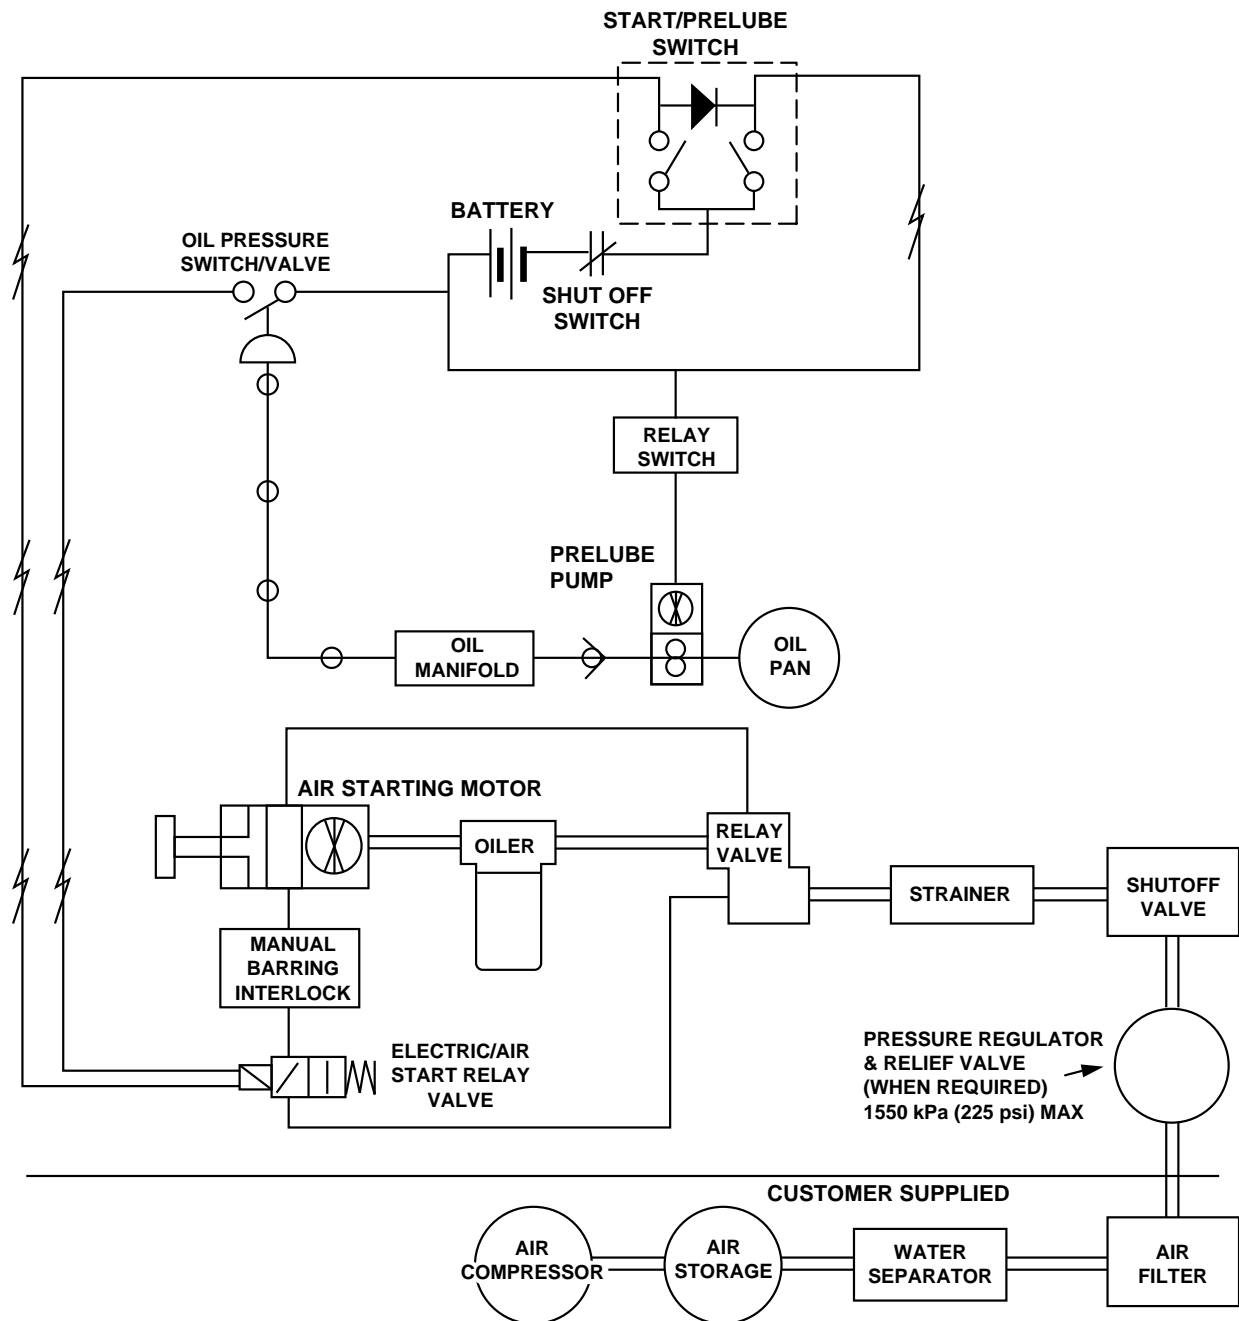 START/PRELUBE
SWITCH
BATTERY
OIL PRESSURE
SWITCH/VALVE
SHUT OFF
SWITCH
RELAY
SWITCH
PRELUBE
PUMP
OIL
MANIFOLD
OIL
PAN
AIR STARTING MOTOR
OILER
RELAY
VALVE
STRAINER
SHUTOFF
VALVE
MANUAL
BARRING
INTERLOCK
ELECTRIC/AIR
START RELAY
VALVE
PRESSURE REGULATOR
& RELIEF VALVE
(WHEN REQUIRED)
1550 kPa (225 psi) MAX
CUSTOMER SUPPLIED
AIR
COMPRESSOR
AIR
STORAGE
WATER
SEPARATOR
AIR
FILTER